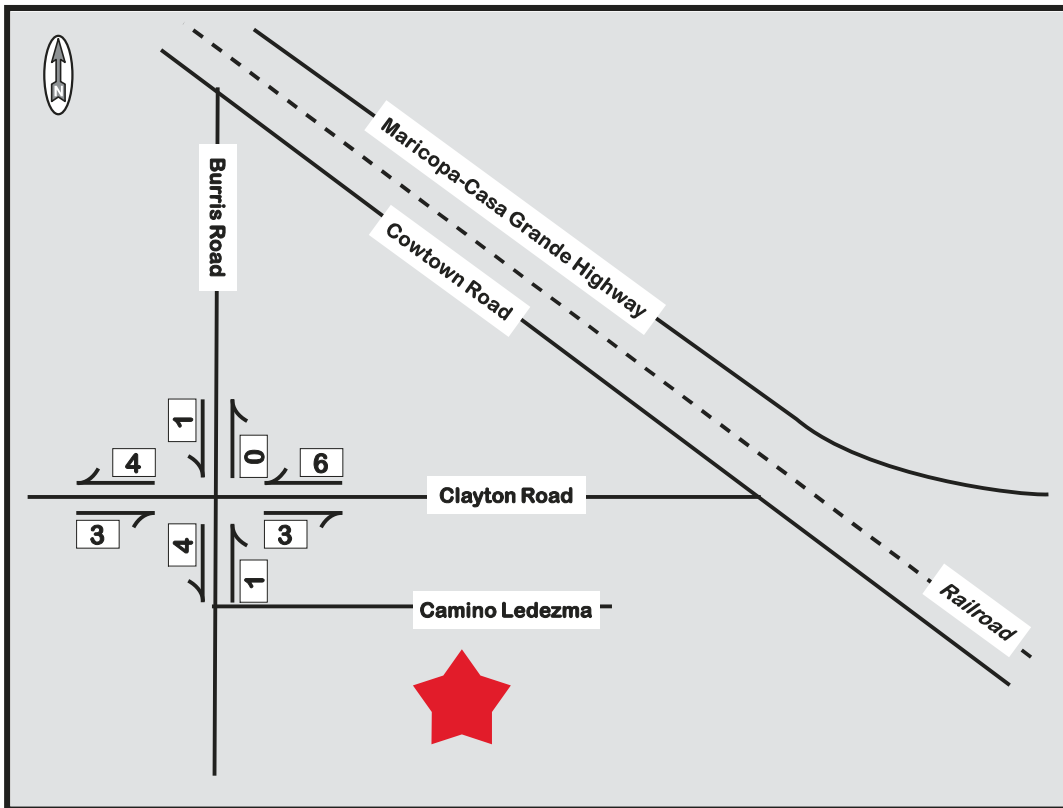 N
Maricopa-Casa Grande Highway
Burris Road
Cowtown Road
1
0
4
6
Clayton Road
3
3
4
1
Camino Ledezma
Railroad